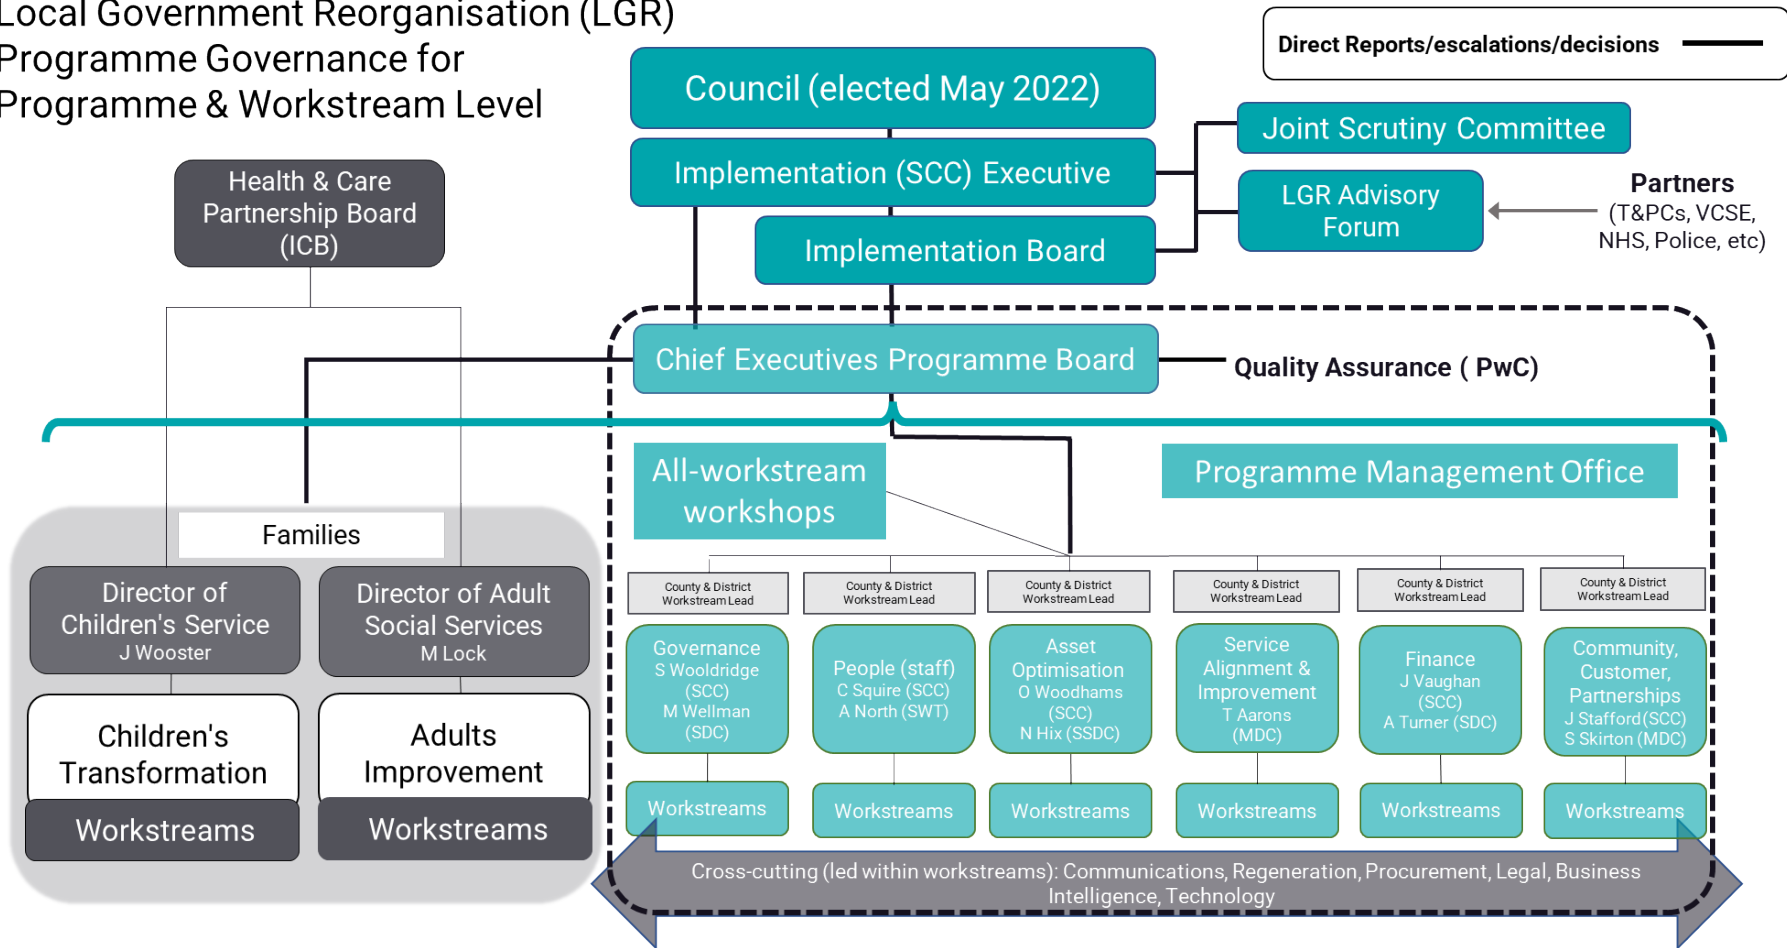 Local Government Reorganisation (LGR)
Programme Governance for
Programme & Workstream Level
Direct Reports/escalations/decisions
Council (elected May 2022)
Joint Scrutiny Committee
Implementation (SCC) Executive
Health & Care
Partnership Board
(ICB)
LGR Advisory
Forum
Partners
(T&PCs, VCSE,
NHS, Police, etc)
Implementation Board
Chief Executives Programme Board
Quality Assurance ( PwC)
All-workstream
workshops
Programme Management Office
Families
Director of
Children's Service
J Wooster
Director of Adult
Social Services
M Lock
Children's
Transformation
Adults
Improvement
Workstreams
Workstreams
County & District
Workstream Lead
County & District
Workstream Lead
County & District
Workstream Lead
County & District
Workstream Lead
County & District
Workstream Lead
County & District
Workstream Lead
Governance
S Wooldridge
(SCC)
M Wellman
(SDC)
People (staff)
C Squire (SCC)
A North (SWT)
Asset
Optimisation
O Woodhams
(SCC)
N Hix (SSDC)
Service
Alignment &
Improvement
T Aarons
(MDC)
Finance
J Vaughan
(SCC)
A Turner (SDC)
Community,
Customer,
Partnerships
J Stafford (SCC)
S Skirton (MDC)
Workstreams
Workstreams
Workstreams
Workstreams
Workstreams
Workstreams
Cross-cutting (led within workstreams): Communications, Regeneration, Procurement, Legal, Business
Intelligence, Technology